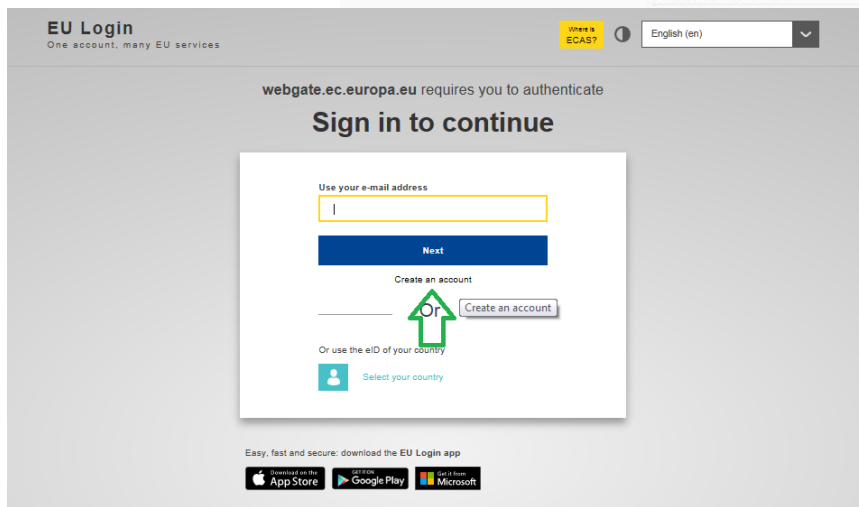 EU Login
One account, many EU services
Where is
ECAS?
English (en)
webgate.ec.europa.eu requires you to authenticate
Sign in to continue
Use your e-mail address
Next
Create an account
Or
Create an account
Or use the eID of your country
Select your country
Easy, fast and secure: download the EU Login app
Download on the
App Store
GET IT ON
Google Play
Get it from
Microsoft